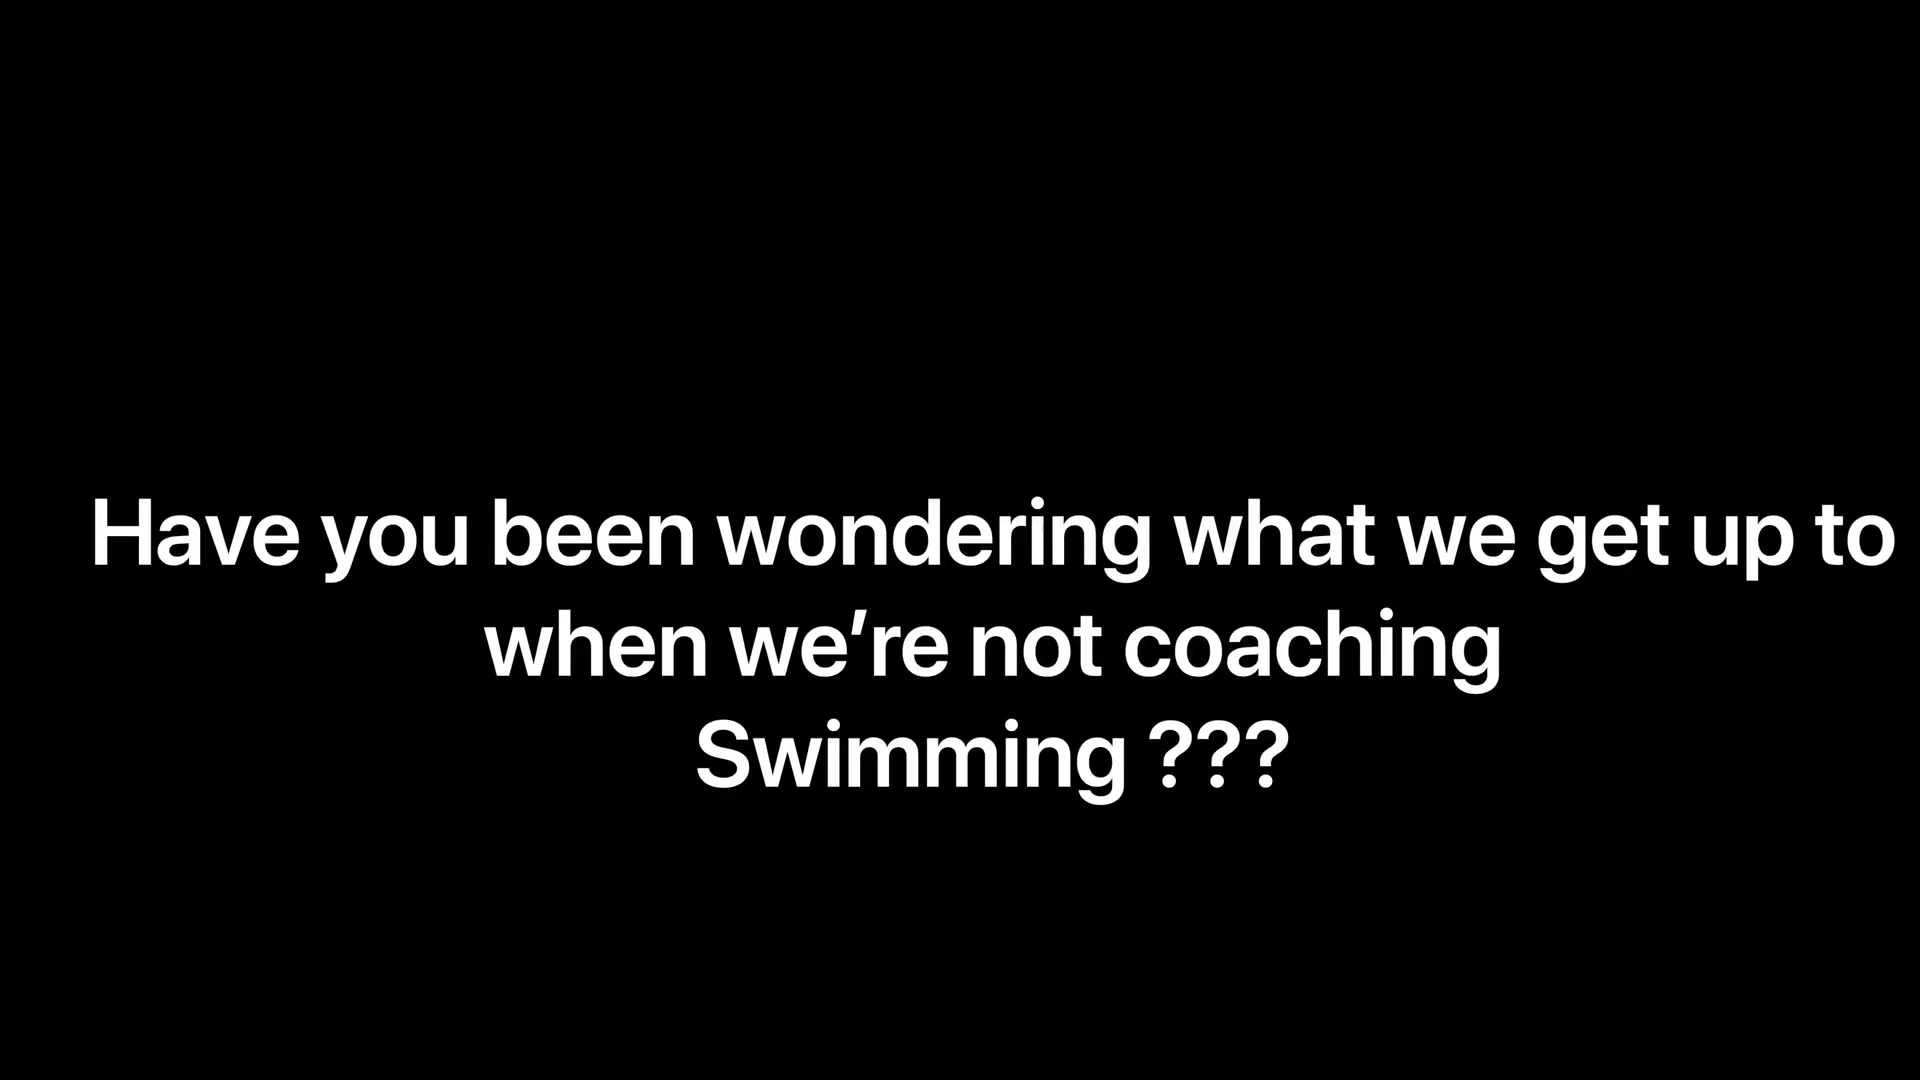 Have you been wondering what we get up to
when we’re not coaching
Swimming ???